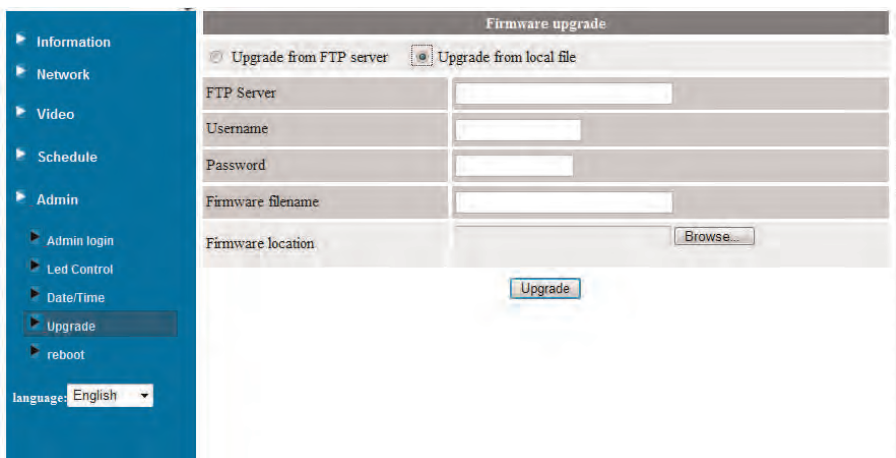 Information
Network
Video
Schedule
Admin
Admin login
Led Control
Date/Time
Upgrade
reboot
language: English
Firmware upgrade
Upgrade from FTP server Upgrade from local file
FTP Server
Username
Password
Firmware filename
Firmware location Browse...
Upgrade